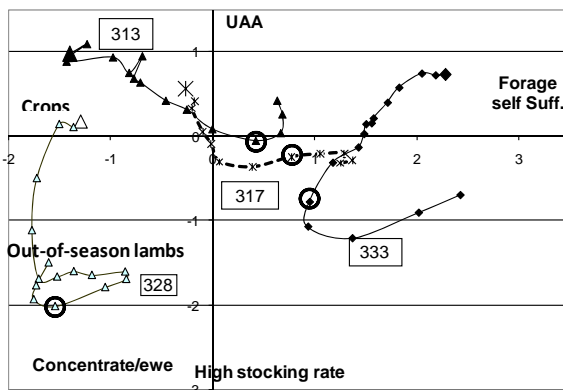 313
UAA
1
Forage
self Suff.
Crops
0
-2
-1
0
1
2
3
317
-1
333
Out-of-season lambs
328
-2
Concentrate/ewe
High stocking rate